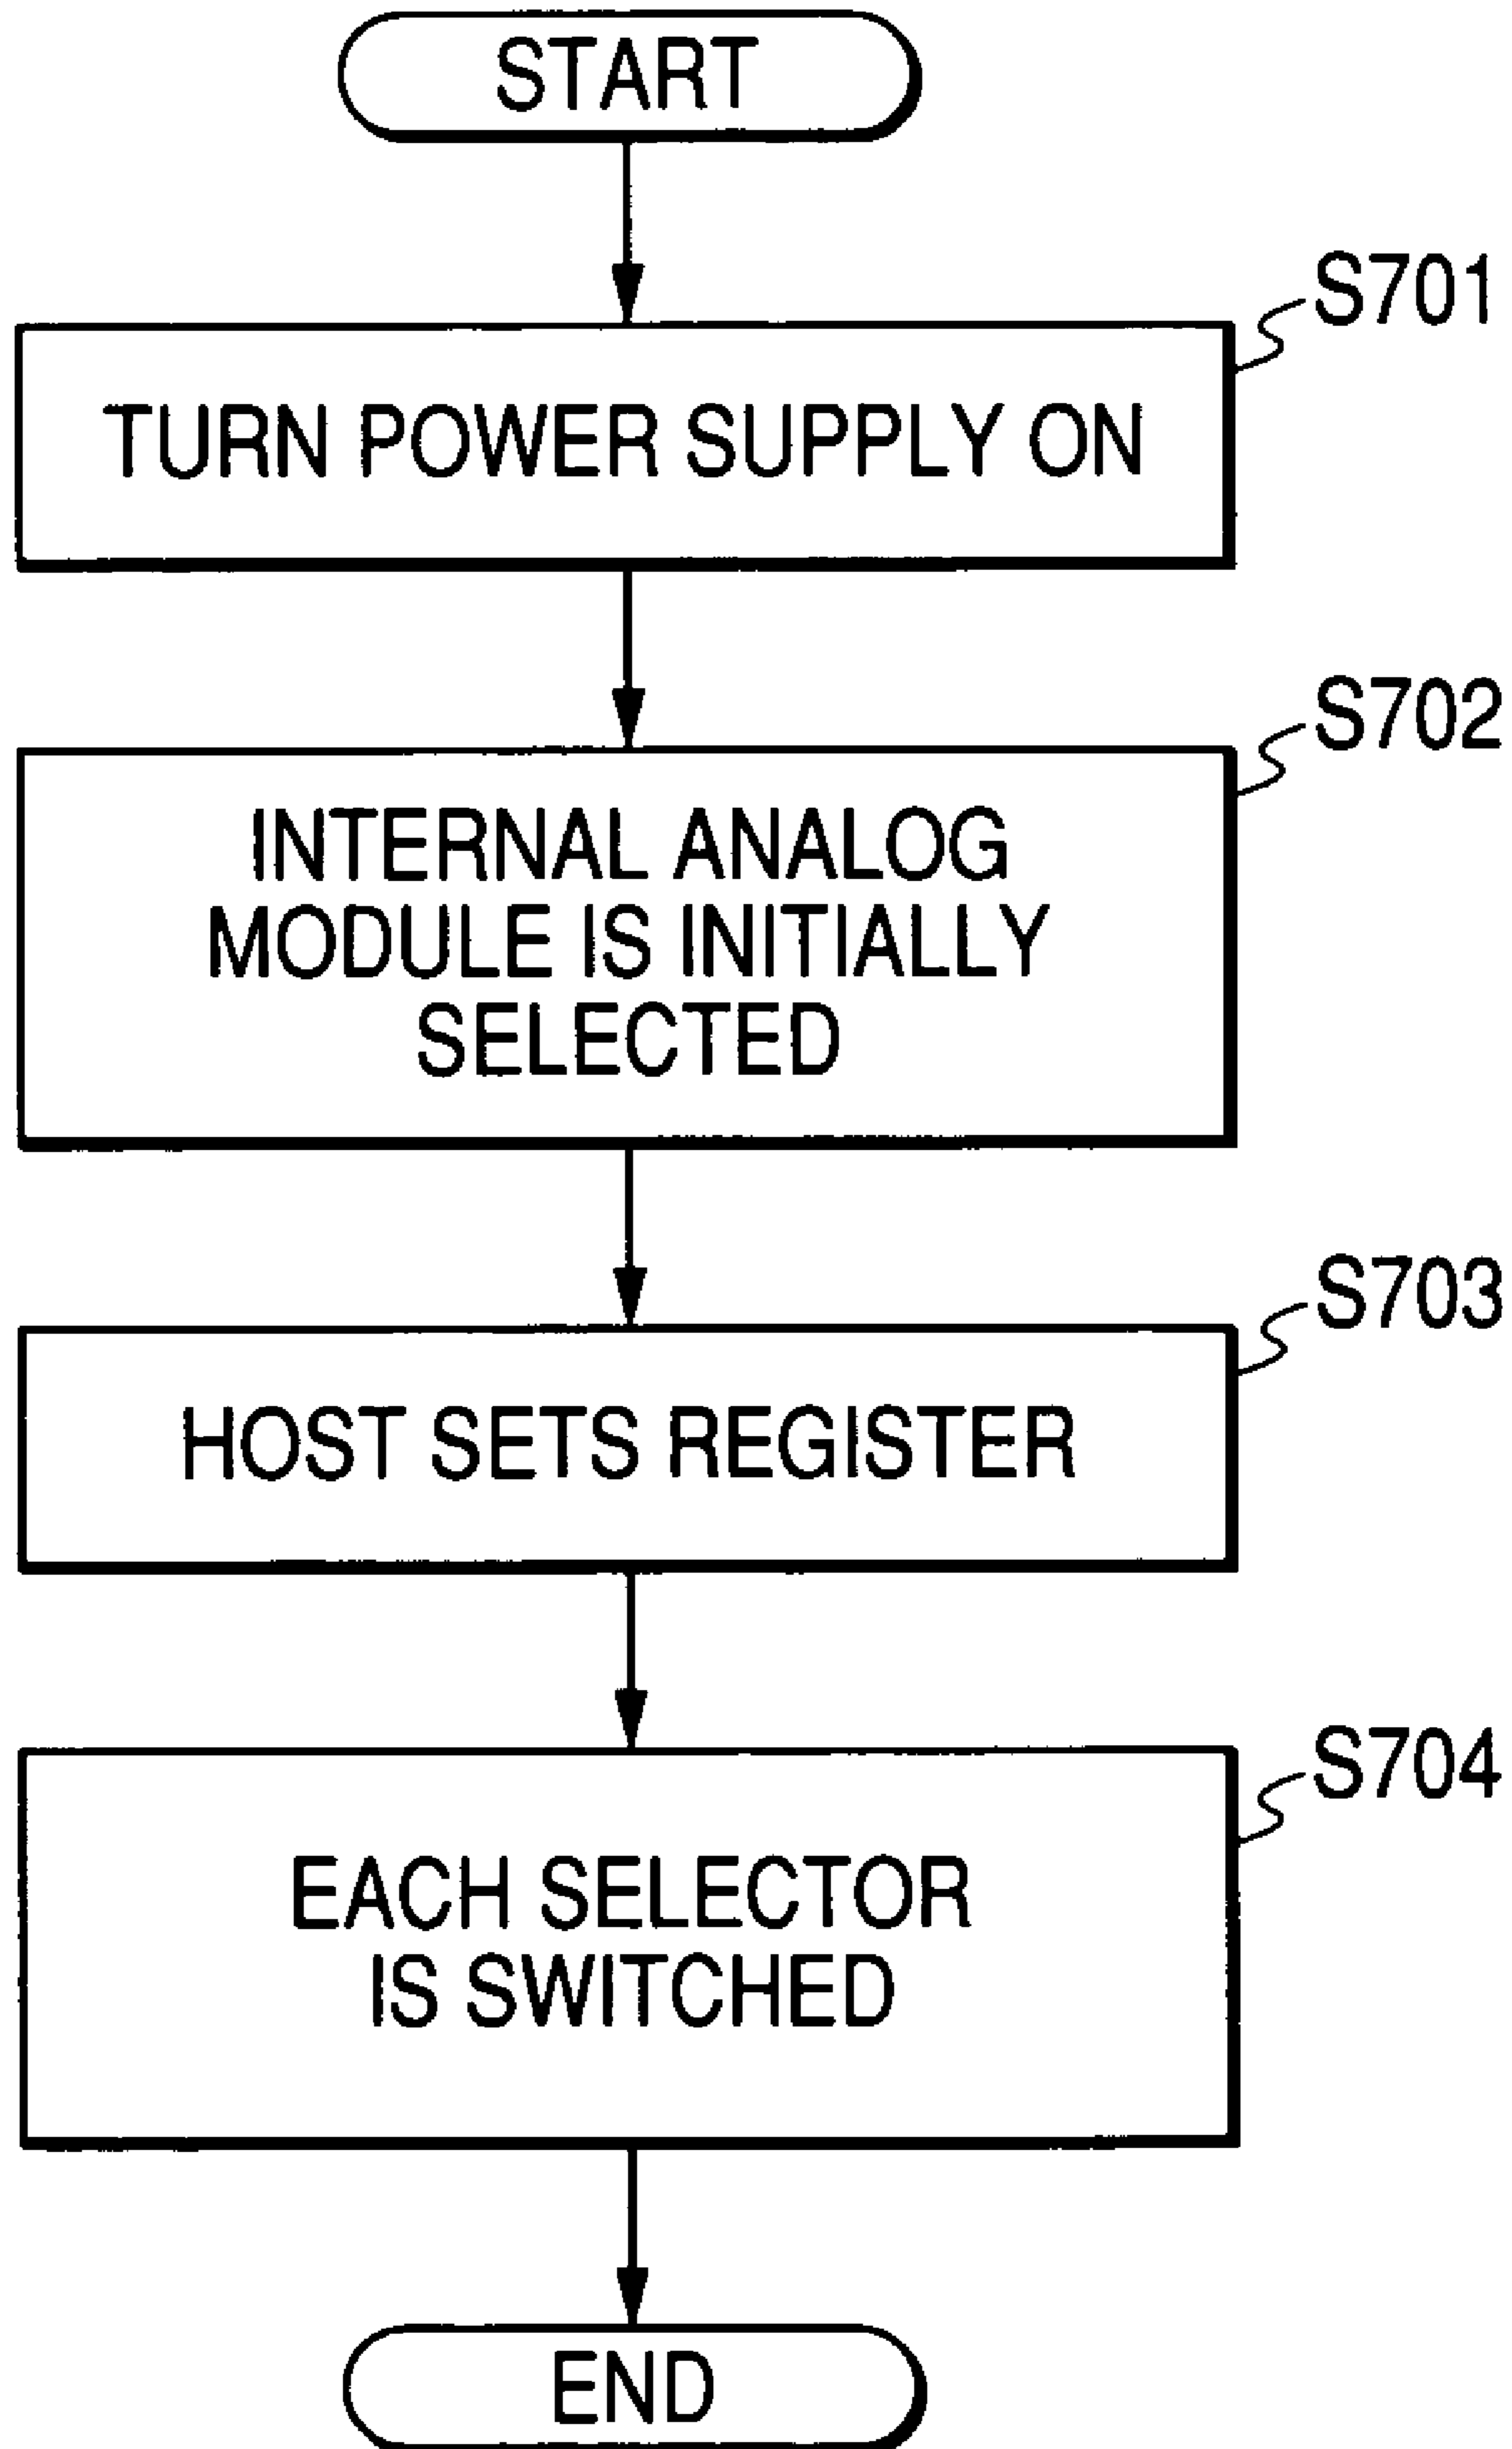 START
S701
TURN POWER SUPPLY ON
S702
INTERNAL ANALOG
MODULE IS INITIALLY
SELECTED
S703
HOST SETS REGISTER
S704
EACH SELECTOR
IS SWITCHED
END